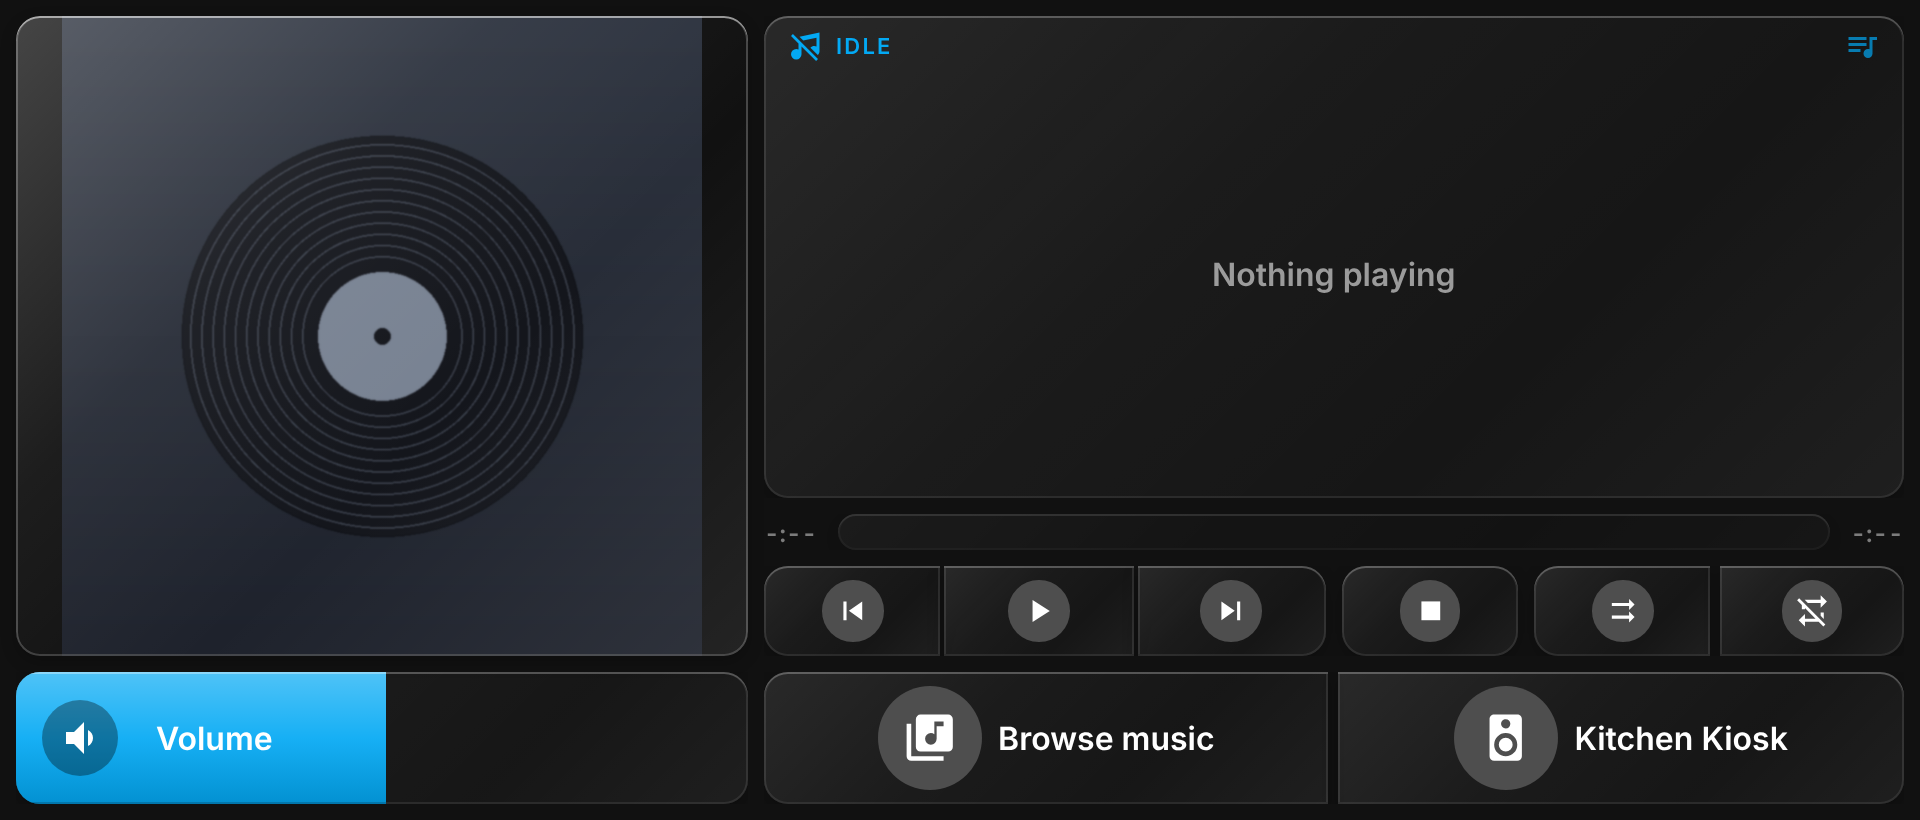 IDLE
Nothing playing
-:--
-:--
Volume
Browse music
Kitchen Kiosk